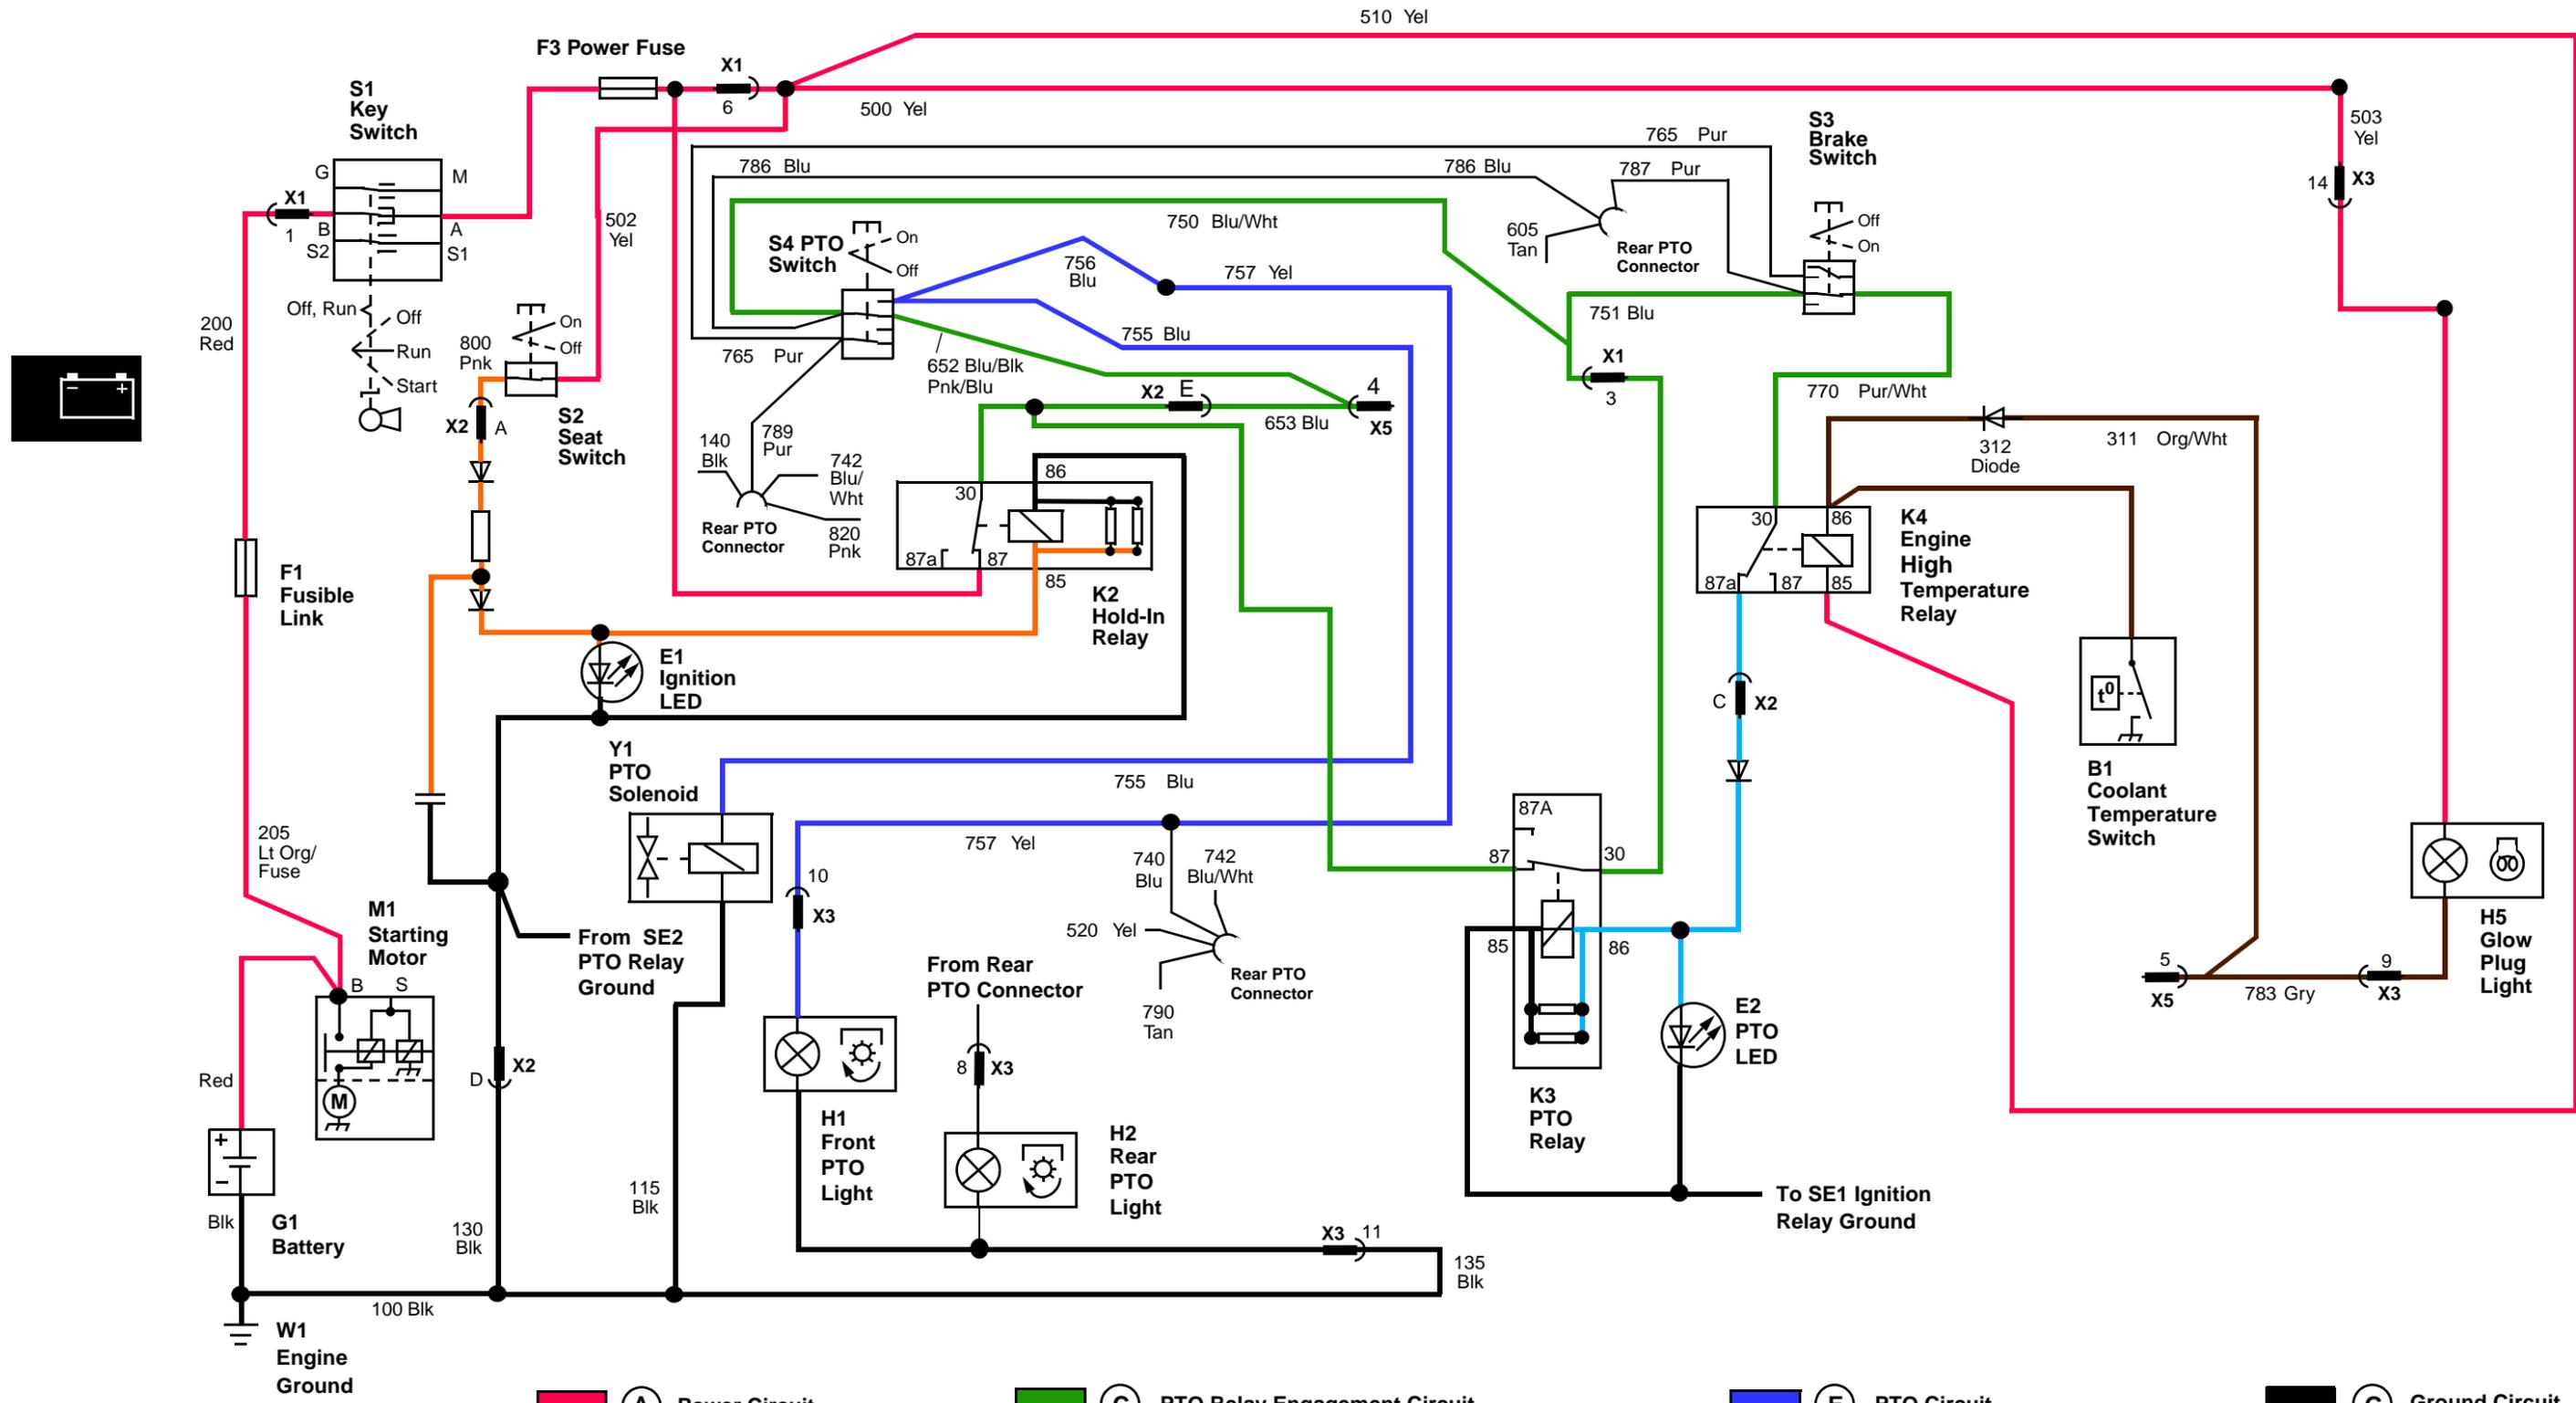 510 Yel
F3 Power Fuse
X1
6
500 Yel
S1
Key
Switch
G
M
X1
1
B
A
S2
S1
Off, Run
Off
Run
Start
200
Red
502
Yel
800
Pnk
On
Off
S2
Seat
Switch
X2
A
765 Pur
786 Blu
786 Blu
787 Pur
605
Tan
Rear PTO
Connector
S3
Brake
Switch
Off
On
503
Yel
14
X3
750 Blu/Wht
S4 PTO
Switch
On
Off
756
Blu
757 Yel
755 Blu
751 Blu
X1
3
765 Pur
652 Blu/Blk
Pnk/Blu
X2
E
4
653 Blu
X5
770 Pur/Wht
312
Diode
311 Org/Wht
140
Blk
789
Pur
742
Blu/
Wht
820
Pnk
Rear PTO
Connector
86
30
87a
87
85
K2
Hold-In
Relay
30
86
87a
87
85
K4
Engine
High
Temperature
Relay
F1
Fusible
Link
E1
Ignition
LED
C
X2
t0
B1
Coolant
Temperature
Switch
Y1
PTO
Solenoid
755 Blu
757 Yel
87A
87
30
85
86
205
Lt Org/
Fuse
M1
Starting
Motor
B
S
M
From SE2
PTO Relay
Ground
10
X3
740
Blu
742
Blu/Wht
520 Yel
790
Tan
Rear PTO
Connector
From Rear
PTO Connector
8
X3
E2
PTO
LED
K3
PTO
Relay
5
X5
783 Gry
9
X3
H5
Glow
Plug
Light
Red
D
X2
H1
Front
PTO
Light
H2
Rear
PTO
Light
Blk
G1
Battery
130
Blk
115
Blk
X3
11
135
Blk
To SE1 Ignition
Relay Ground
100 Blk
W1
Engine
Ground
A Power Circuit
C PTO Relay Engagement Circuit
E PTO Circuit
G Ground Circuit